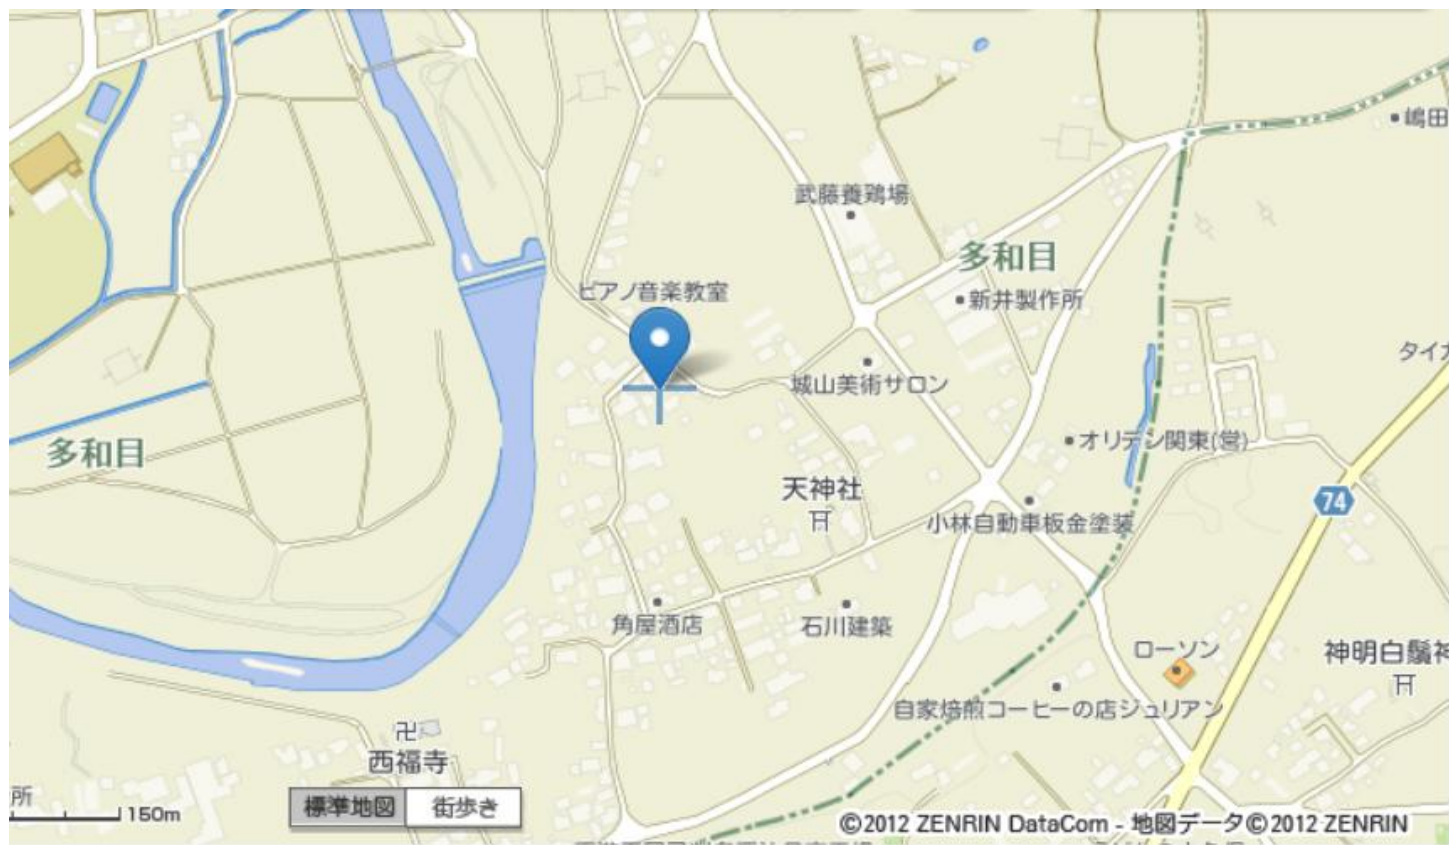 嶋田
武藤養鶏場
多和目
ピアノ音楽教室
新井製作所
タイガ
城山美術サロン
オリテン関東(営)
多和目
天神社
74
小林自動車板金塗装
角屋酒店
石川建築
ローソン
神明白鬚神
自家焙煎コーヒーの店ジュリアン
卍
西福寺
所
150m
標準地図
街歩き
©2012 ZENRIN DataCom - 地図データ©2012 ZENRIN